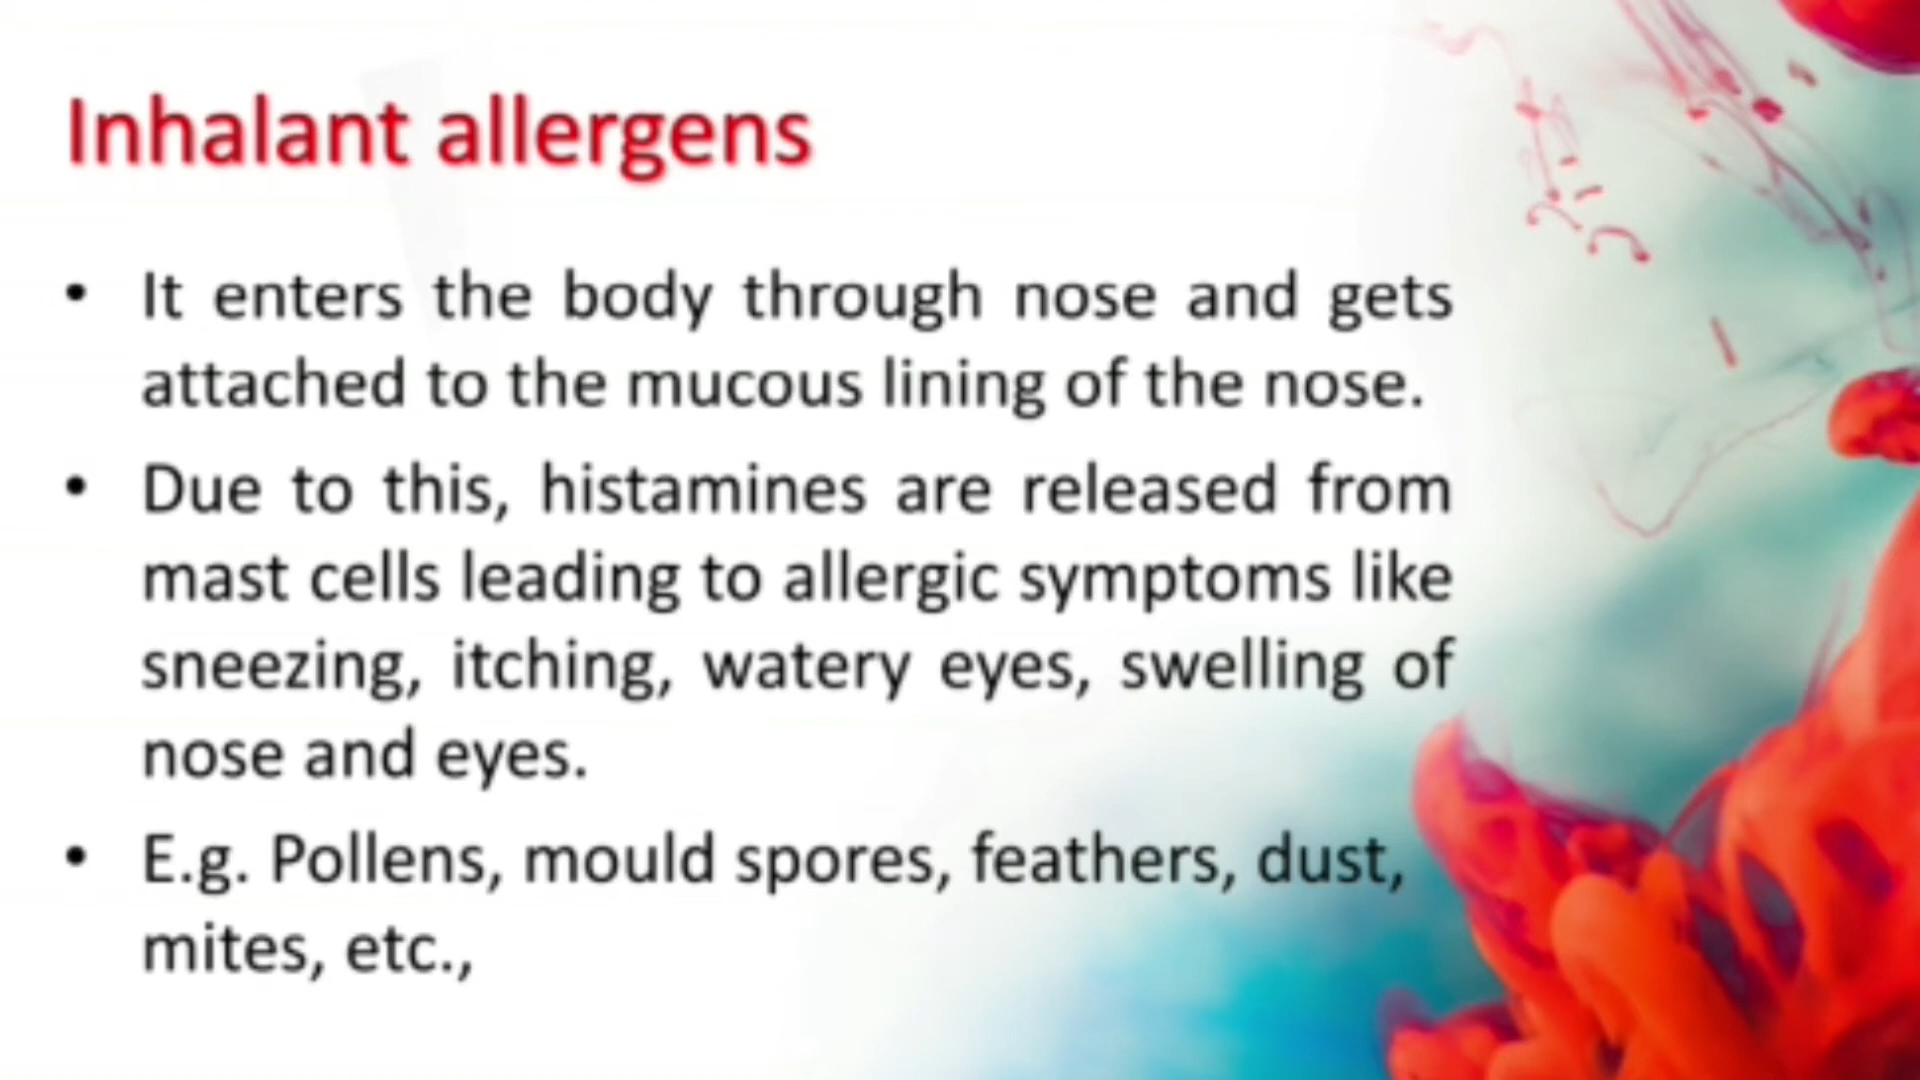 Inhalant allergens
• It enters the body through nose and gets
attached to the mucous lining of the nose.
• Due to this, histamines are released from
mast cells leading to allergic symptoms like
sneezing, itching, watery eyes, swelling of
nose and eyes.
• E.g. Pollens, mould spores, feathers, dust,
mites, etc.,